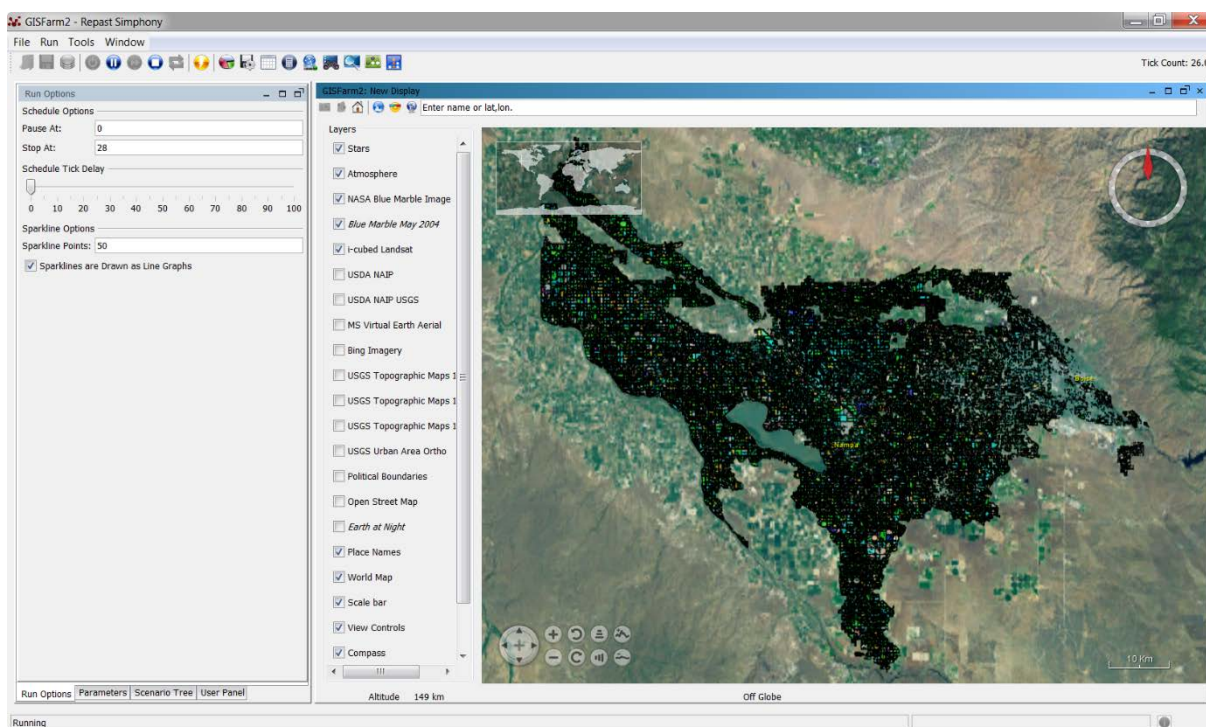 GISFarm2 - Repast Simphony
File Run Tools Window
Tick Count: 26.
Run Options
Schedule Options
Pause At: 0
Stop At: 28
Schedule Tick Delay
0 10 20 30 40 50 60 70 80 90 100
Sparkline Options
Sparkline Points: 50
Sparklines are Drawn as Line Graphs
Run Options Parameters Scenario Tree User Panel
GISFarm2: New Display
Enter name or lat,lon.
Layers
Stars
Atmosphere
NASA Blue Marble Image
Blue Marble May 2004
i-cubed Landsat
USDA NAIP
USDA NAIP USGS
MS Virtual Earth Aerial
Bing Imagery
USGS Topographic Maps 1
USGS Topographic Maps 1
USGS Topographic Maps 1
USGS Urban Area Ortho
Political Boundaries
Open Street Map
Earth at Night
Place Names
World Map
Scale bar
View Controls
Compass
Boise
Nampa
10 Km
Altitude 149 km
Off Globe
Running